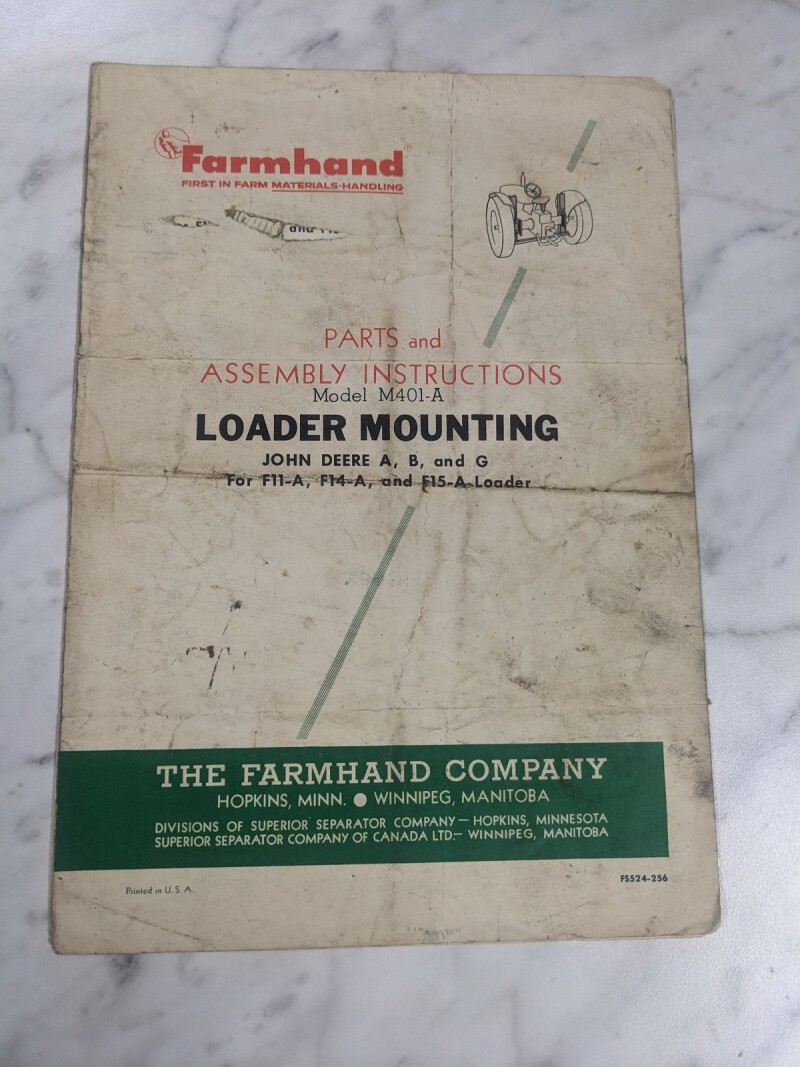 Farmhand®
FIRST IN FARM MATERIALS-HANDLING
and
PARTS and
ASSEMBLY INSTRUCTIONS
Model M401-A
LOADER MOUNTING
JOHN DEERE A, B, and G
For F11-A, F14-A, and F15-A Loader
THE FARMHAND COMPANY
HOPKINS, MINN. ● WINNIPEG, MANITOBA
DIVISIONS OF SUPERIOR SEPARATOR COMPANY — HOPKINS, MINNESOTA
SUPERIOR SEPARATOR COMPANY OF CANADA LTD.— WINNIPEG, MANITOBA
FS524-256
Printed in U. S. A.